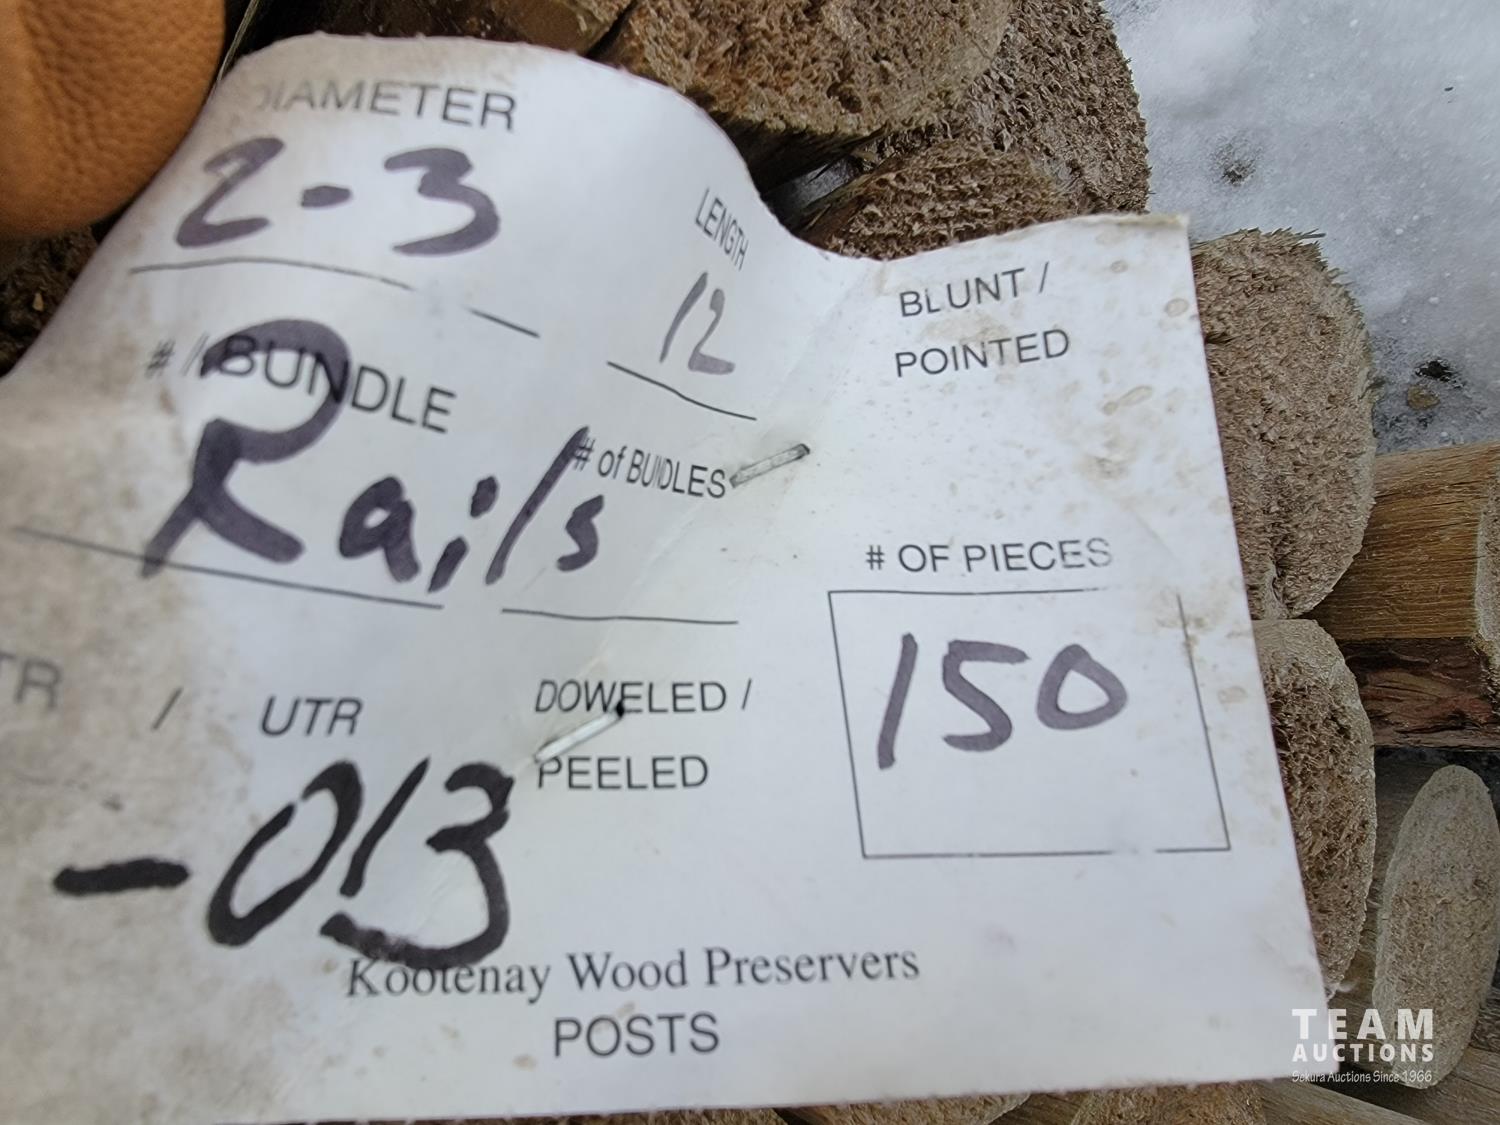 DIAMETER
2-3
LENGTH
12
BLUNT /
POINTED
# / BUNDLE
Rails
# of BUNDLES
# OF PIECES
150
TR / UTR
DOWELED /
PEELED
-013
Kootenay Wood Preservers
POSTS
TEAM
AUCTIONS
Sekura Auctions Since 1966